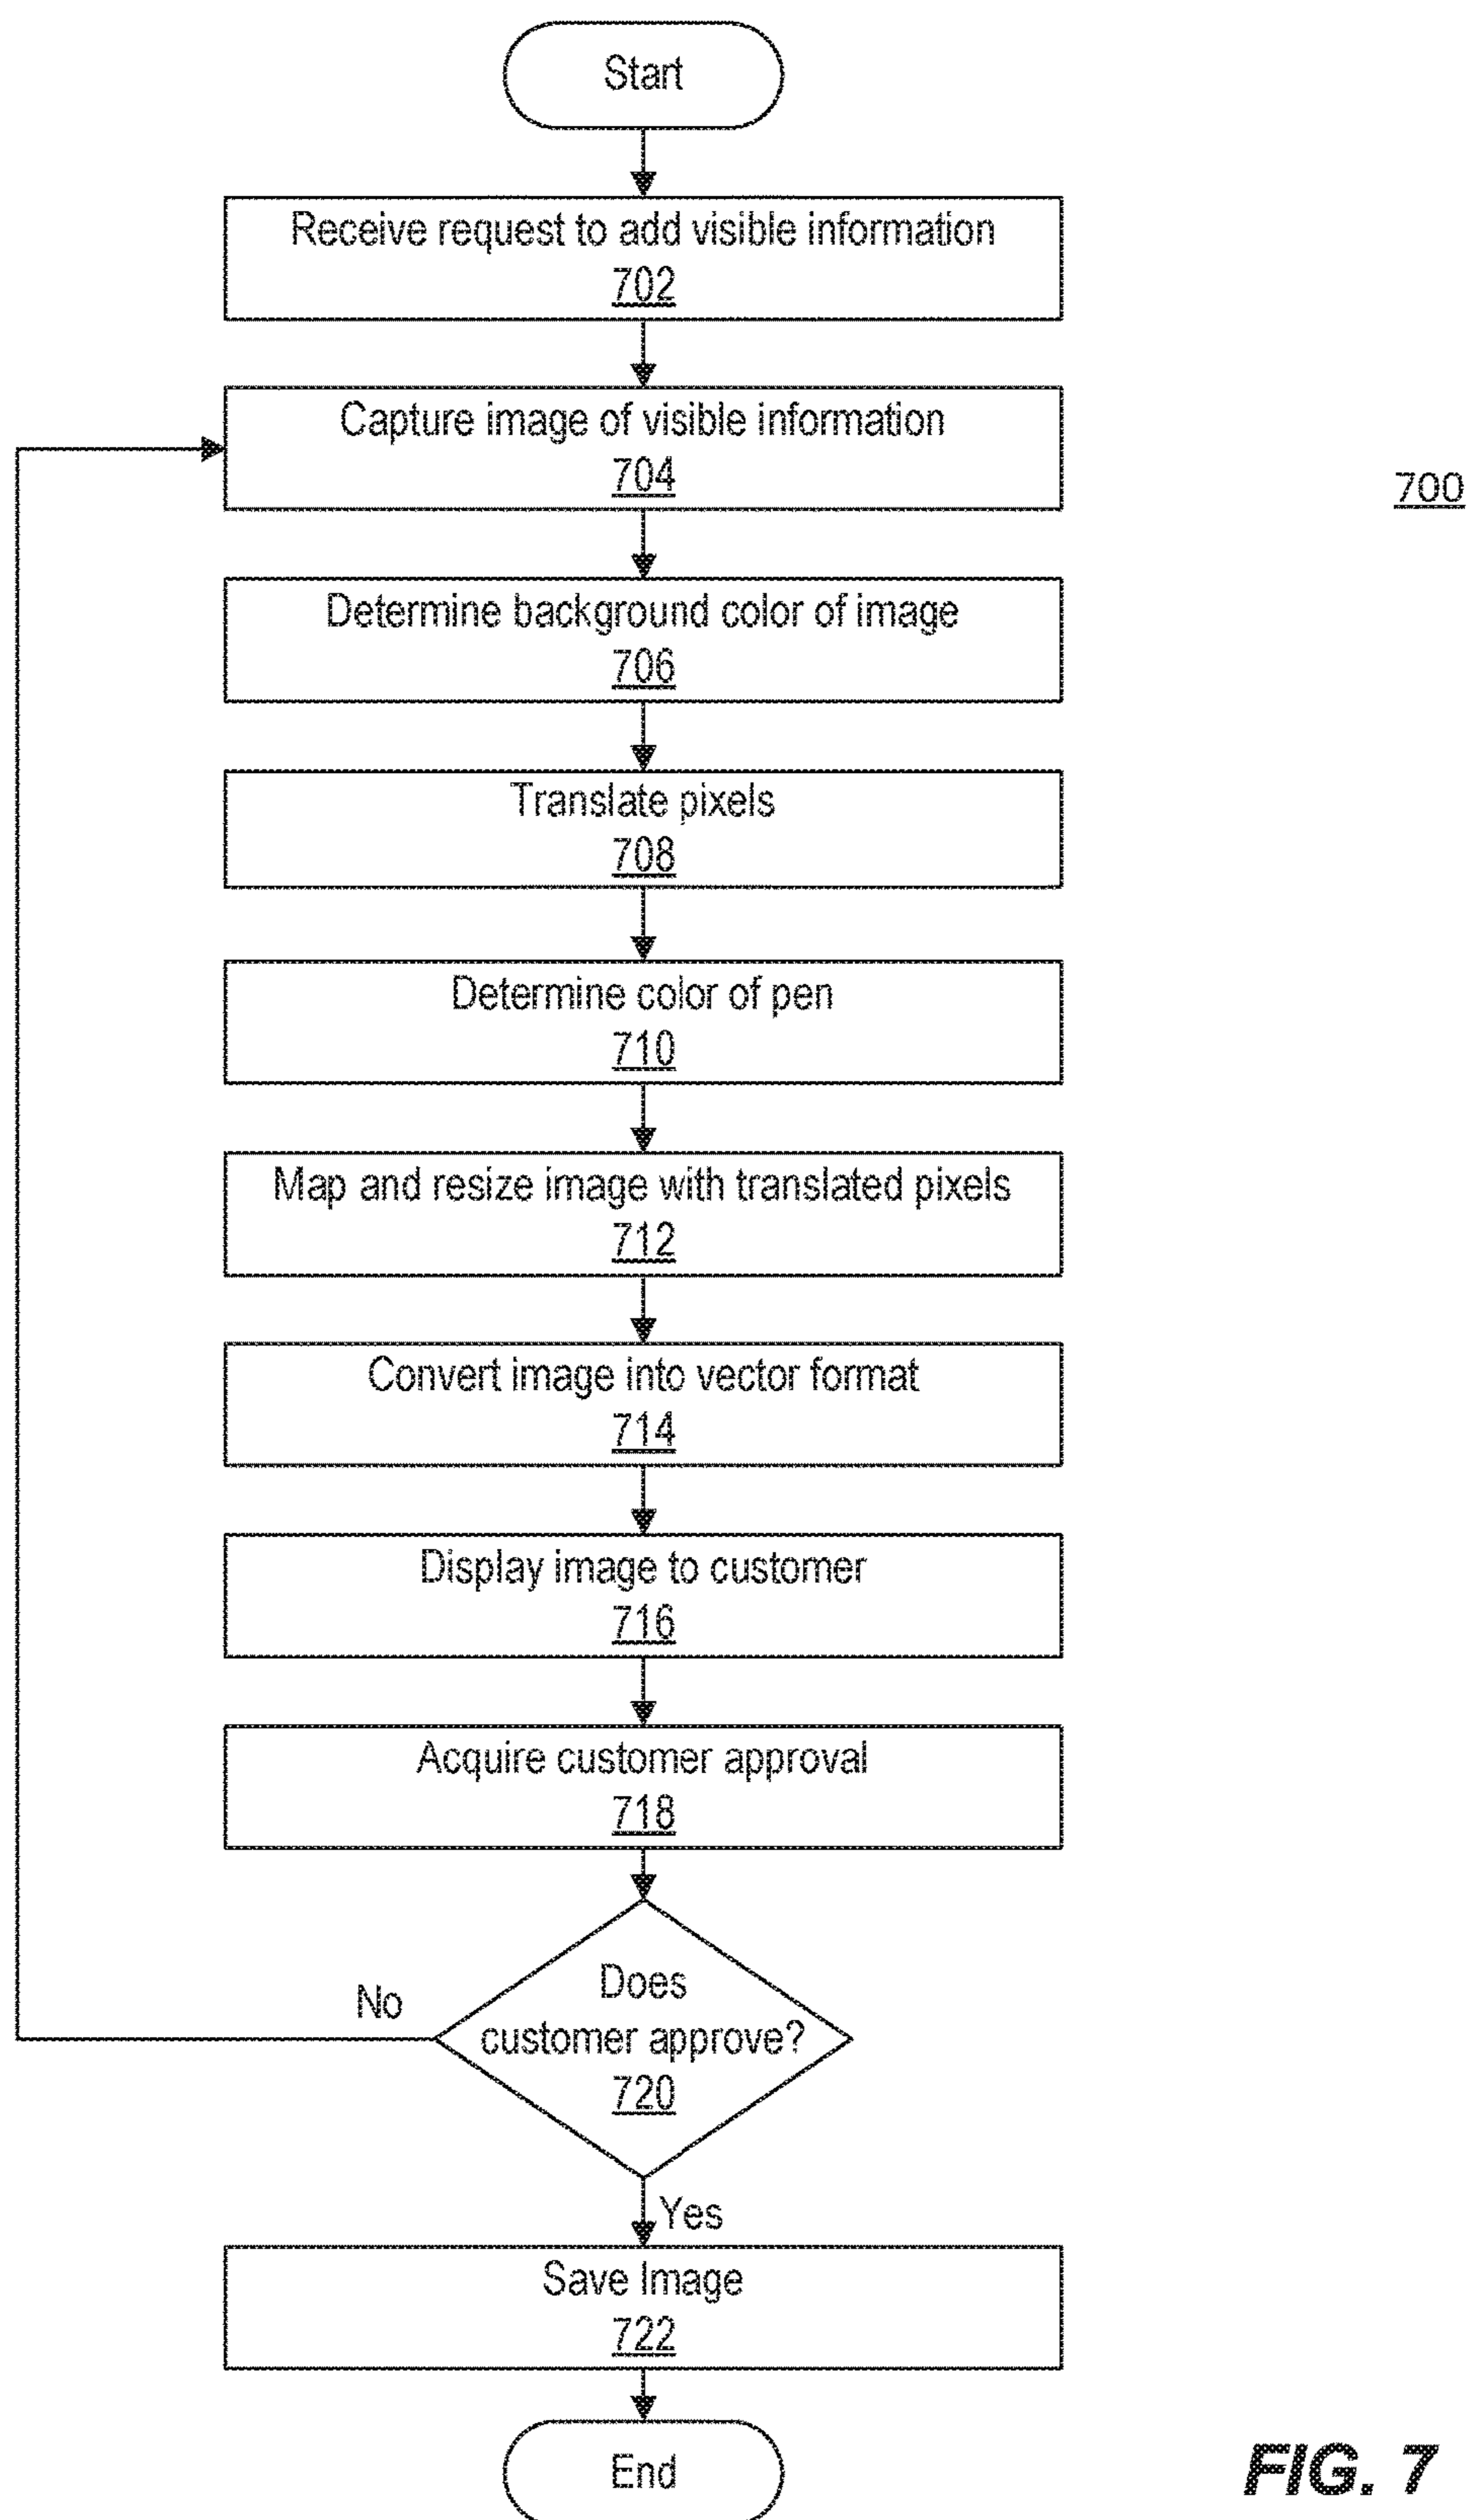 Start
Receive request to add visible information
702
Capture image of visible information
704
700
Determine background color of image
706
Translate pixels
708
Determine color of pen
710
Map and resize image with translated pixels
712
Convert image into vector format
714
Display image to customer
716
Acquire customer approval
718
Does
customer approve?
720
No
Yes
Save Image
722
End
FIG. 7